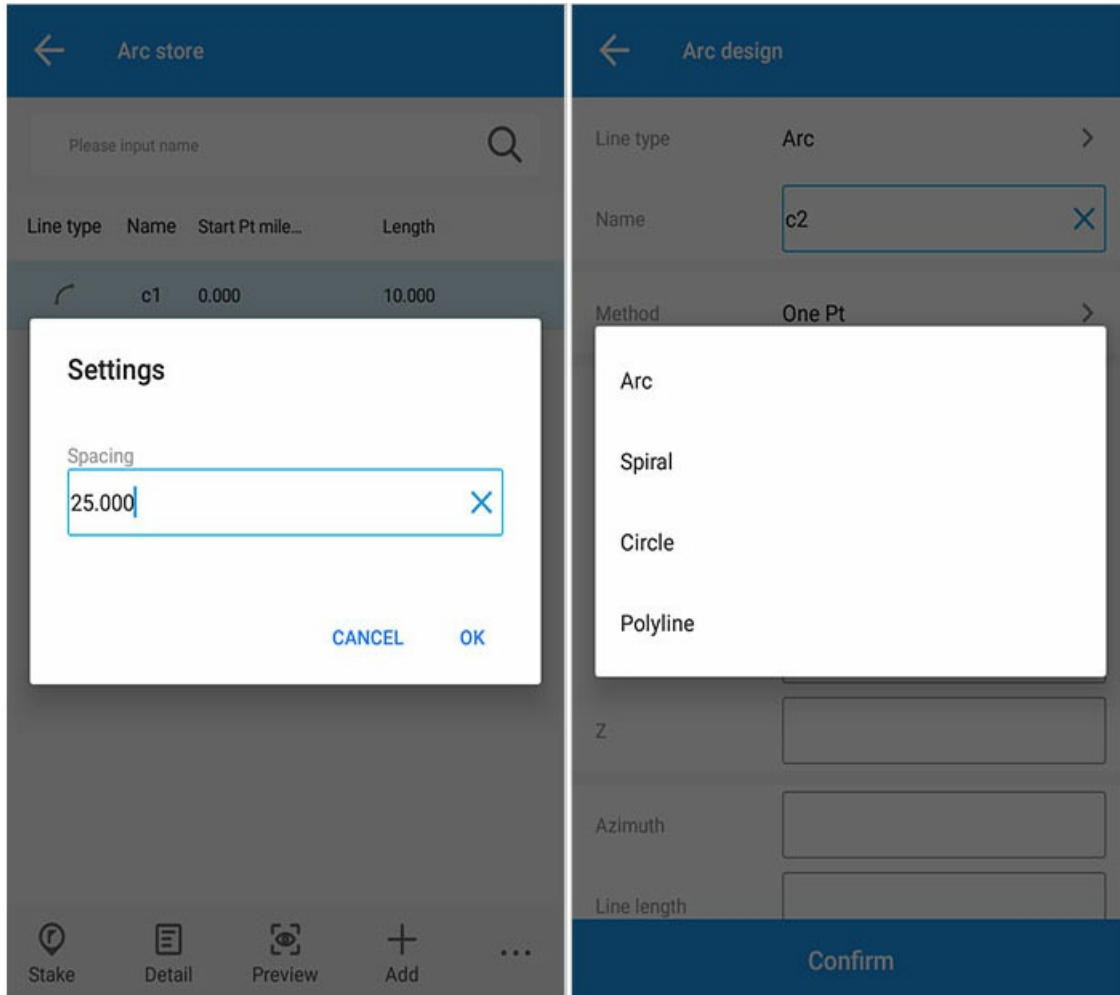 Arc store
Please input name
Line type Name Start Pt mile... Length
c1 0.000 10.000
Settings
Spacing
25.000
CANCEL OK
Stake Detail Preview Add
Arc design
Line type Arc
Name c2
Method One Pt
Arc
Spiral
Circle
Polyline
Z
Azimuth
Line length
Confirm